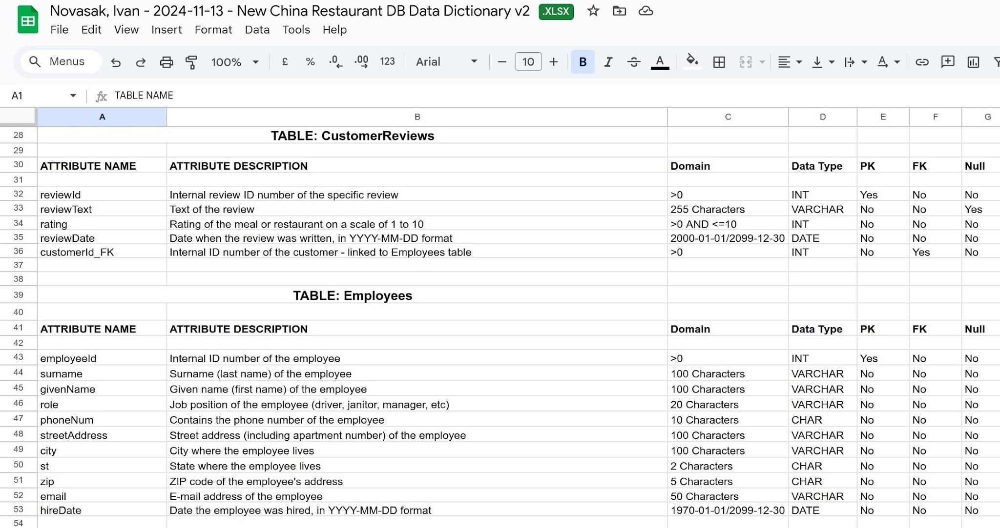 Novasak, Ivan - 2024-11-13 - New China Restaurant DB Data Dictionary v2 .XLSX
File Edit View Insert Format Data Tools Help
Menus 100% £ % .0 .00 123 Arial 10 B I S A A
A1 fx TABLE NAME
A B C D E F G
28 TABLE: CustomerReviews
29
30 ATTRIBUTE NAME ATTRIBUTE DESCRIPTION Domain Data Type PK FK Null
31
32 reviewId Internal review ID number of the specific review >0 INT Yes No No
33 reviewText Text of the review 255 Characters VARCHAR No No Yes
34 rating Rating of the meal or restaurant on a scale of 1 to 10 >0 AND <=10 INT No No No
35 reviewDate Date when the review was written, in YYYY-MM-DD format 2000-01-01/2099-12-30 DATE No No No
36 customerId_FK Internal ID number of the customer - linked to Employees table >0 INT No Yes No
37
38
39 TABLE: Employees
40
41 ATTRIBUTE NAME ATTRIBUTE DESCRIPTION Domain Data Type PK FK Null
42
43 employeeId Internal ID number of the employee >0 INT Yes No No
44 surname Surname (last name) of the employee 100 Characters VARCHAR No No No
45 givenName Given name (first name) of the employee 100 Characters VARCHAR No No No
46 role Job position of the employee (driver, janitor, manager, etc) 20 Characters VARCHAR No No No
47 phoneNum Contains the phone number of the employee 10 Characters CHAR No No No
48 streetAddress Street address (including apartment number) of the employee 100 Characters VARCHAR No No No
49 city City where the employee lives 100 Characters VARCHAR No No No
50 st State where the employee lives 2 Characters CHAR No No No
51 zip ZIP code of the employee's address 5 Characters CHAR No No No
52 email E-mail address of the employee 50 Characters VARCHAR No No No
53 hireDate Date the employee was hired, in YYYY-MM-DD format 1970-01-01/2099-12-30 DATE No No No
54